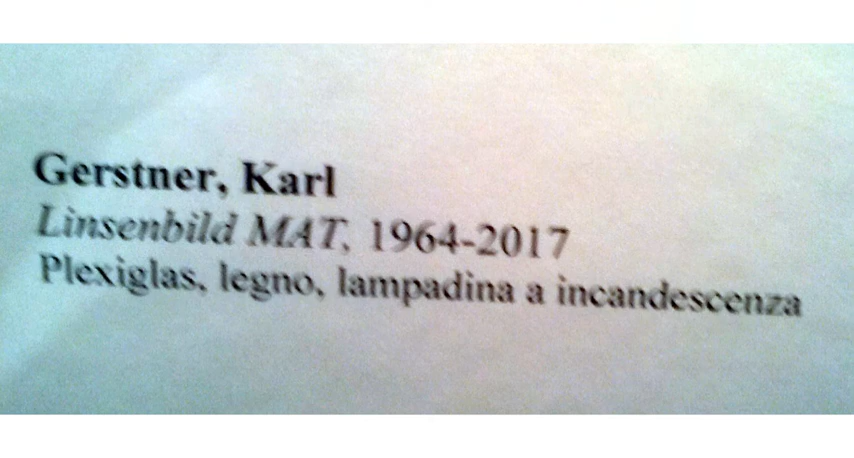 Gerstner, Karl
Linsenbild MAT, 1964-2017
Plexiglas, legno, lampadina a incandescenza